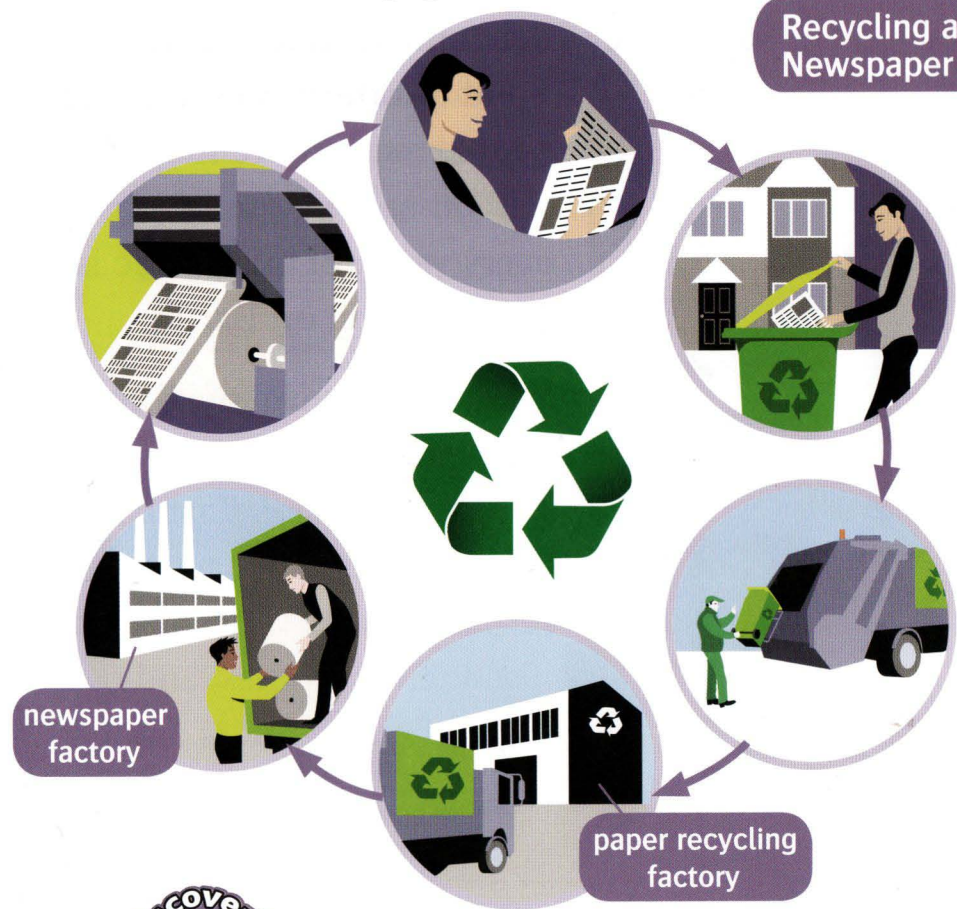 Recycling a
Newspaper
newspaper
factory
paper recycling
factory